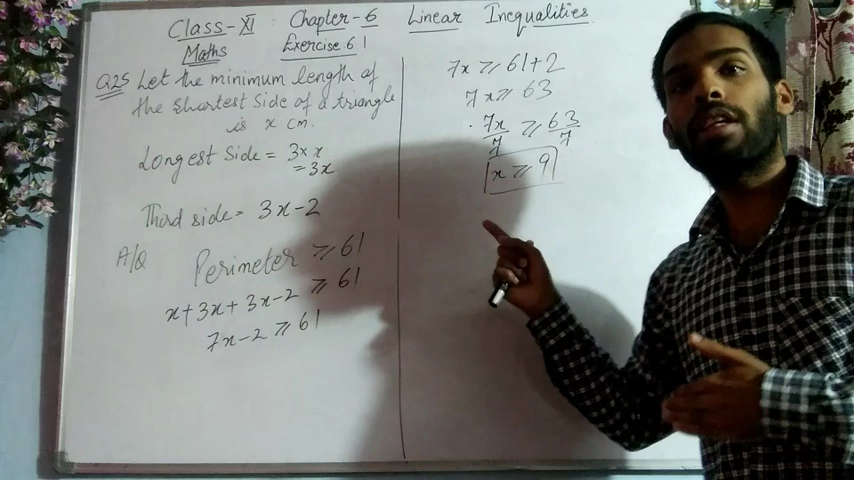 Class-XI : Chapter-6 Linear Inequalities
Maths Exercise 6.1
Q25 Let the minimum length of
the shortest side of a triangle
is x cm.
Longest side = 3×x
= 3x
Third side = 3x-2
A/Q Perimeter ⩾ 61
x+3x+3x-2 ⩾ 61
7x-2 ⩾ 61
7x ⩾ 61+2
7x ⩾ 63
7x/7 ⩾ 63/7
x ⩾ 9